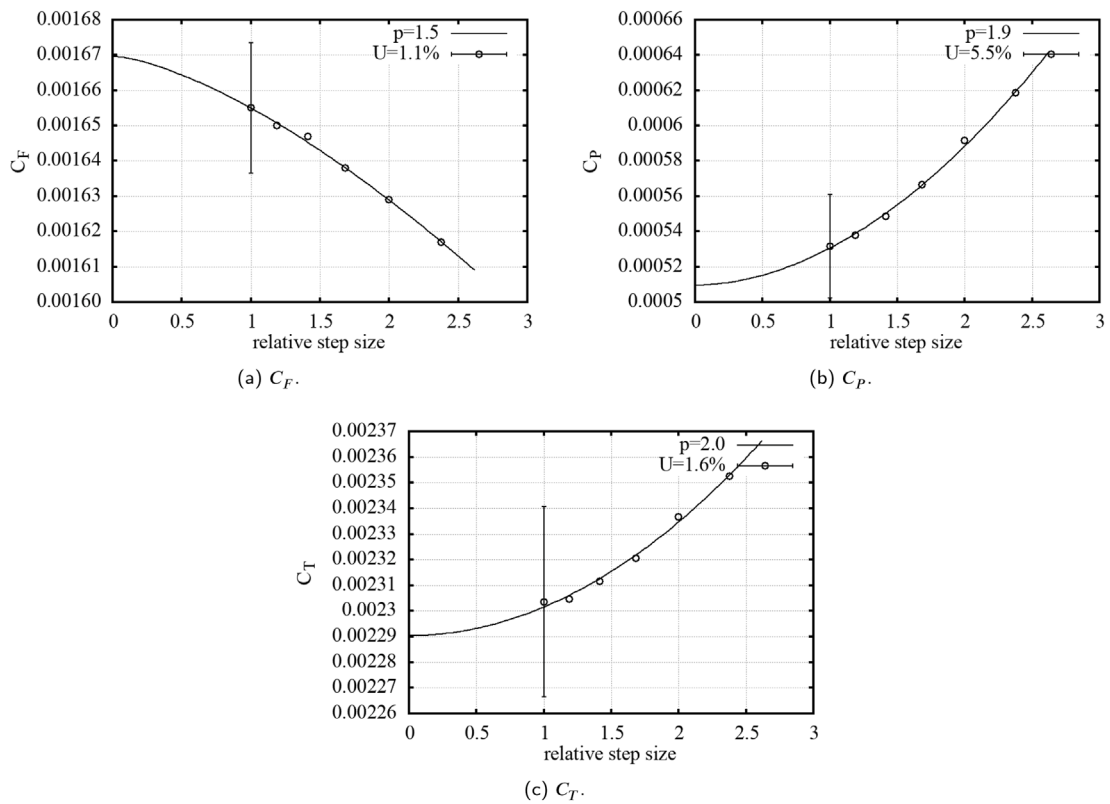 0.00168
0.00167
0.00166
0.00165
0.00164
0.00163
0.00162
0.00161
0.00160
C_F
p=1.5
U=1.1%
0 0.5 1 1.5 2 2.5 3
relative step size
(a) C_F.
0.00066
0.00064
0.00062
0.0006
0.00058
0.00056
0.00054
0.00052
0.0005
C_P
p=1.9
U=5.5%
0 0.5 1 1.5 2 2.5 3
relative step size
(b) C_P.
0.00237
0.00236
0.00235
0.00234
0.00233
0.00232
0.00231
0.0023
0.00229
0.00228
0.00227
0.00226
C_T
p=2.0
U=1.6%
0 0.5 1 1.5 2 2.5 3
relative step size
(c) C_T.